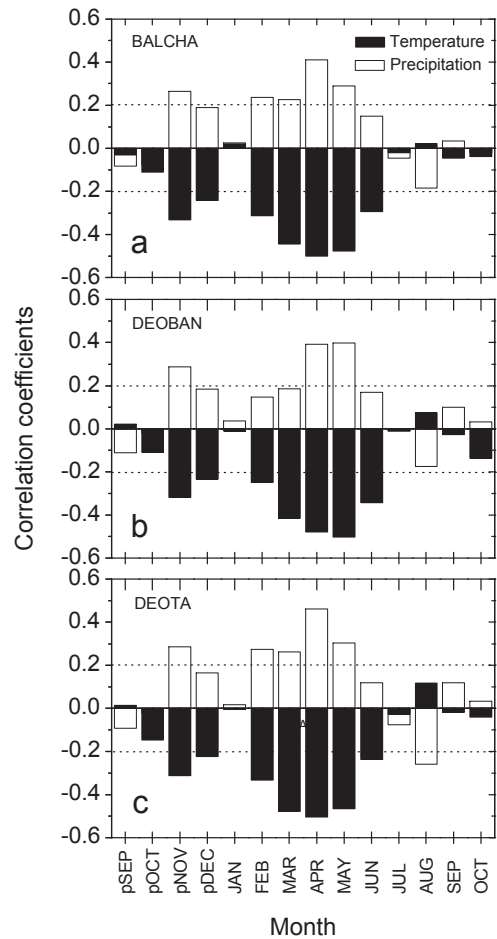 BALCHA
Temperature
Precipitation
0.6
0.4
0.2
0.0
-0.2
-0.4
-0.6
a
DEOBAN
0.6
0.4
0.2
0.0
-0.2
-0.4
-0.6
b
DEOTA
0.6
0.4
0.2
0.0
-0.2
-0.4
-0.6
A
c
Correlation coefficients
pSEP
pOCT
pNOV
pDEC
JAN
FEB
MAR
APR
MAY
JUN
JUL
AUG
SEP
OCT
Month